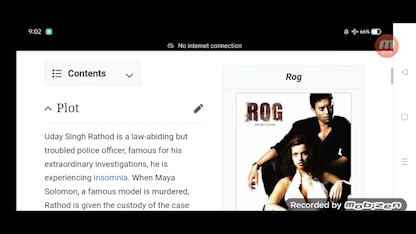 9:02
66%
No internet connection
Contents
Rog
Plot
ROG
Uday Singh Rathod is a law-abiding but
troubled police officer, famous for his
extraordinary investigations, he is
experiencing insomnia. When Maya
Solomon, a famous model is murdered,
Rathod is given the custody of the case
Recorded by mobizen